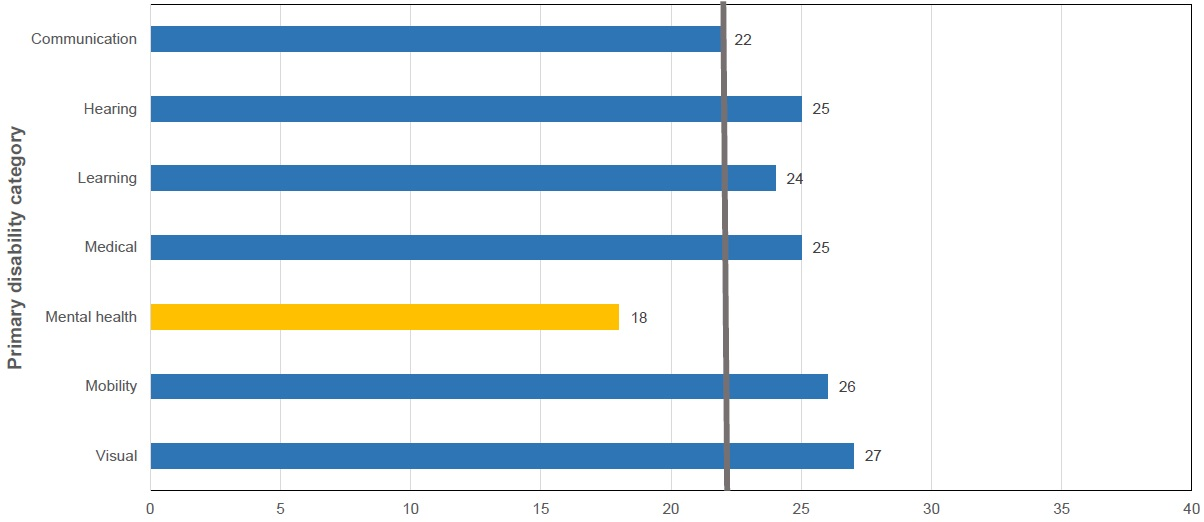 Primary disability category
Communication 22
Hearing 25
Learning 24
Medical 25
Mental health 18
Mobility 26
Visual 27
0 5 10 15 20 25 30 35 40